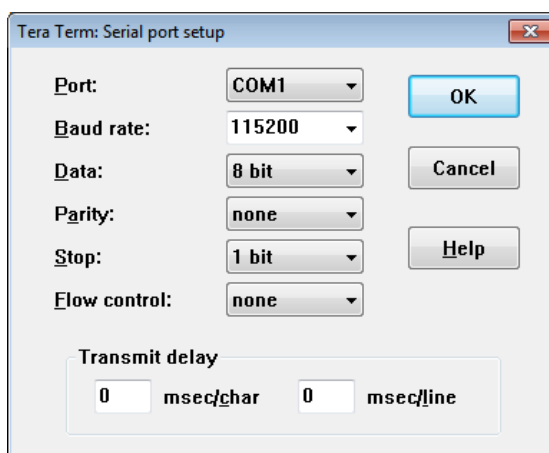 Tera Term: Serial port setup
Port: COM1
OK
Baud rate: 115200
Data: 8 bit
Cancel
Parity: none
Stop: 1 bit
Help
Flow control: none
Transmit delay
0 msec/char 0 msec/line